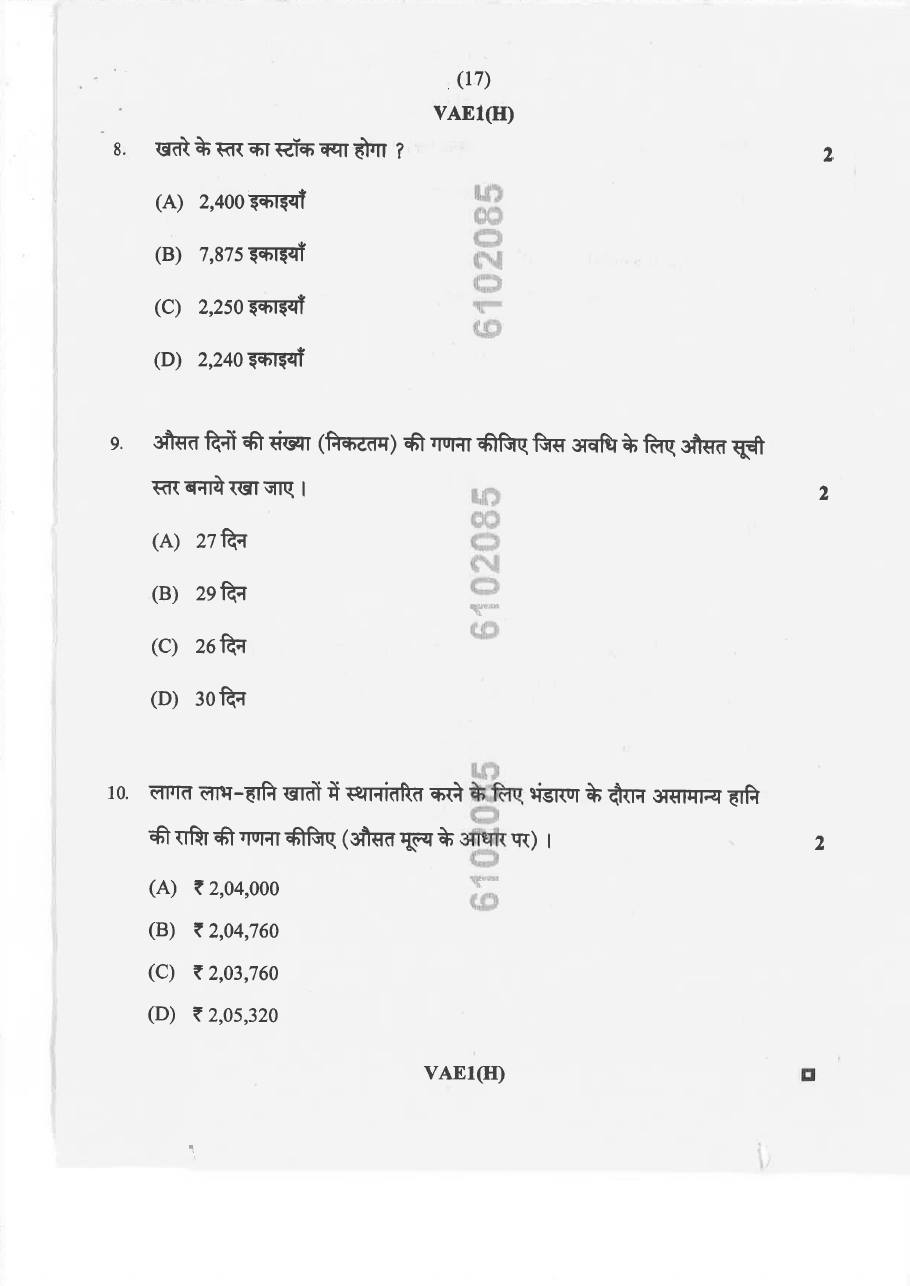 (17)
VAE1(H)
8. खतरे के स्तर का स्टॉक क्या होगा ? 2
(A) 2,400 इकाइयाँ
(B) 7,875 इकाइयाँ
(C) 2,250 इकाइयाँ
(D) 2,240 इकाइयाँ
6102085
9. औसत दिनों की संख्या (निकटतम) की गणना कीजिए जिस अवधि के लिए औसत सूची
स्तर बनाये रखा जाए । 2
(A) 27 दिन
(B) 29 दिन
(C) 26 दिन
(D) 30 दिन
6102085
10. लागत लाभ-हानि खातों में स्थानांतरित करने के लिए भंडारण के दौरान असामान्य हानि
की राशि की गणना कीजिए (औसत मूल्य के आधार पर) । 2
(A) ₹ 2,04,000
(B) ₹ 2,04,760
(C) ₹ 2,03,760
(D) ₹ 2,05,320
6102085
VAE1(H)